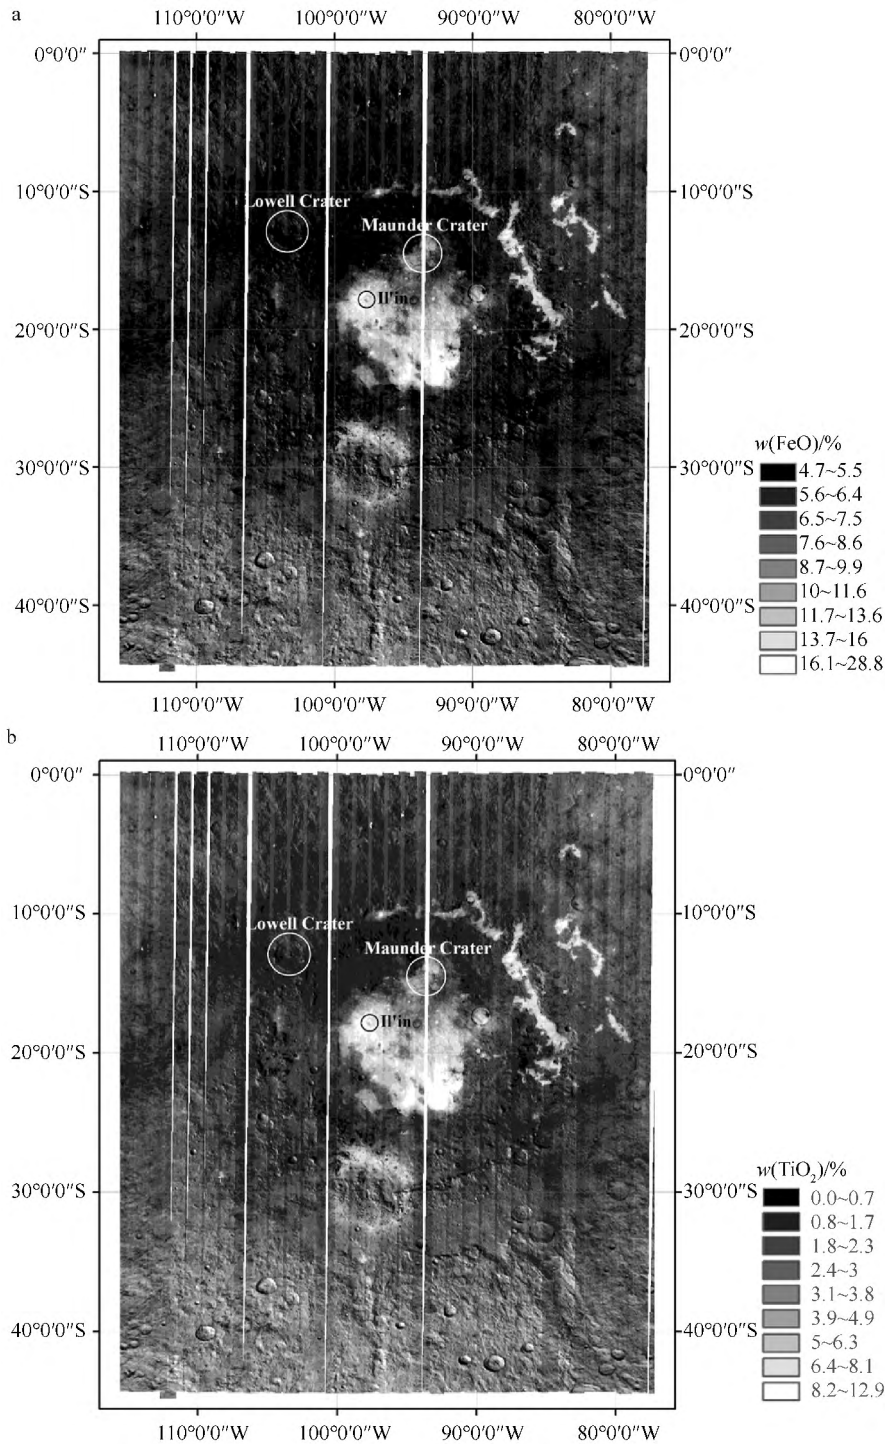 a
110°0'0"W 100°0'0"W 90°0'0"W 80°0'0"W
0°0'0" 0°0'0"
10°0'0"S 10°0'0"S
Lowell Crater
Maunder Crater
Il'in
20°0'0"S 20°0'0"S
w(FeO)/%
30°0'0"S 30°0'0"S
4.7~5.5
5.6~6.4
6.5~7.5
7.6~8.6
8.7~9.9
10~11.6
40°0'0"S 40°0'0"S
11.7~13.6
13.7~16
16.1~28.8
110°0'0"W 100°0'0"W 90°0'0"W 80°0'0"W
b
110°0'0"W 100°0'0"W 90°0'0"W 80°0'0"W
0°0'0" 0°0'0"
10°0'0"S 10°0'0"S
Lowell Crater
Maunder Crater
Il'in
20°0'0"S 20°0'0"S
w(TiO₂)/%
30°0'0"S 30°0'0"S
0.0~0.7
0.8~1.7
1.8~2.3
2.4~3
3.1~3.8
3.9~4.9
40°0'0"S 40°0'0"S
5~6.3
6.4~8.1
8.2~12.9
110°0'0"W 100°0'0"W 90°0'0"W 80°0'0"W